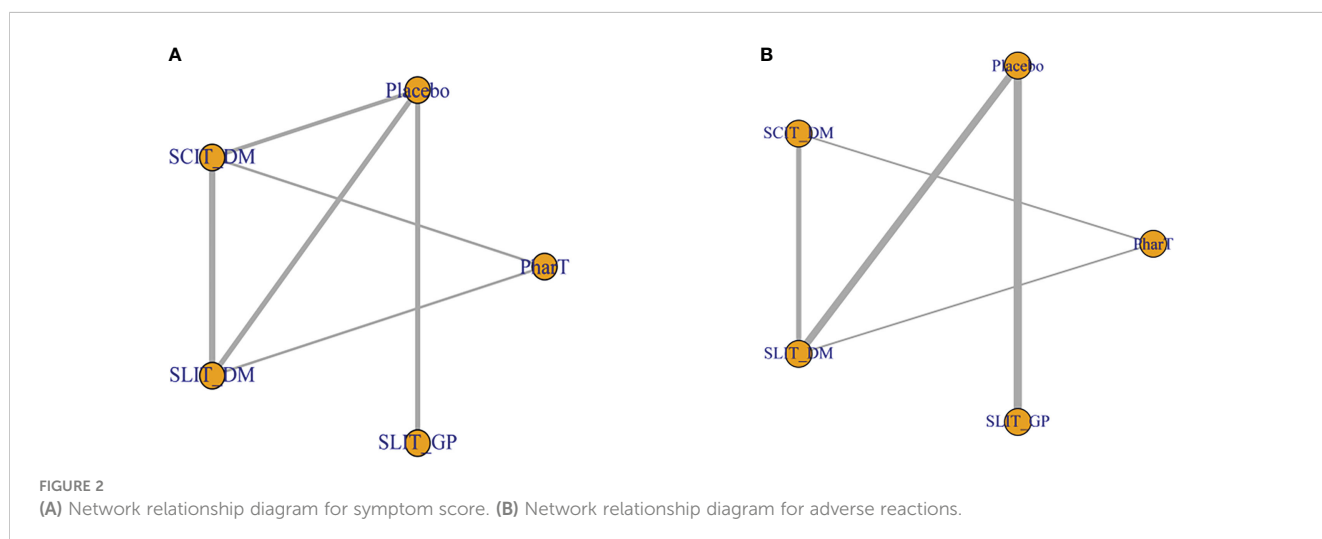 A
Placebo
SCIT_DM
PharT
SLIT_DM
SLIT_GP
B
Placebo
SCIT_DM
PharT
SLIT_DM
SLIT_GP
FIGURE 2
(A) Network relationship diagram for symptom score. (B) Network relationship diagram for adverse reactions.